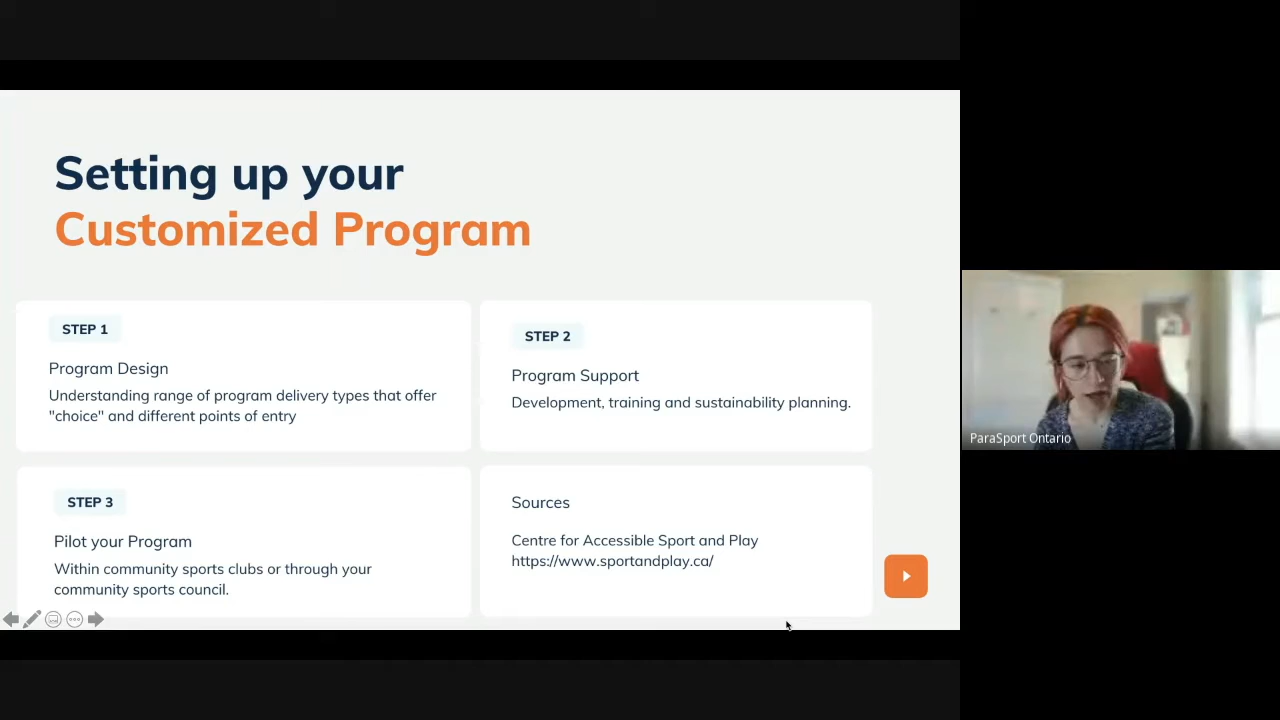 Setting up your
Customized Program
STEP 1
Program Design
Understanding range of program delivery types that offer
"choice" and different points of entry
STEP 2
Program Support
Development, training and sustainability planning.
STEP 3
Pilot your Program
Within community sports clubs or through your
community sports council.
Sources
Centre for Accessible Sport and Play
https://www.sportandplay.ca/
ParaSport Ontario